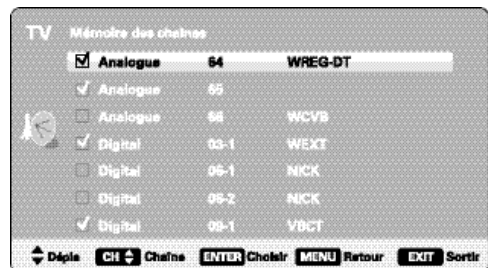 TV Mémoire des chaînes
Analogue 64 WREG-DT
Analogue 65
Analogue 66 WCVB
Digital 03-1 WEXT
Digital 06-1 NICK
Digital 06-2 NICK
Digital 09-1 VBCT
Dépla CH Chaîne ENTER Choisir MENU Retour EXIT Sortir